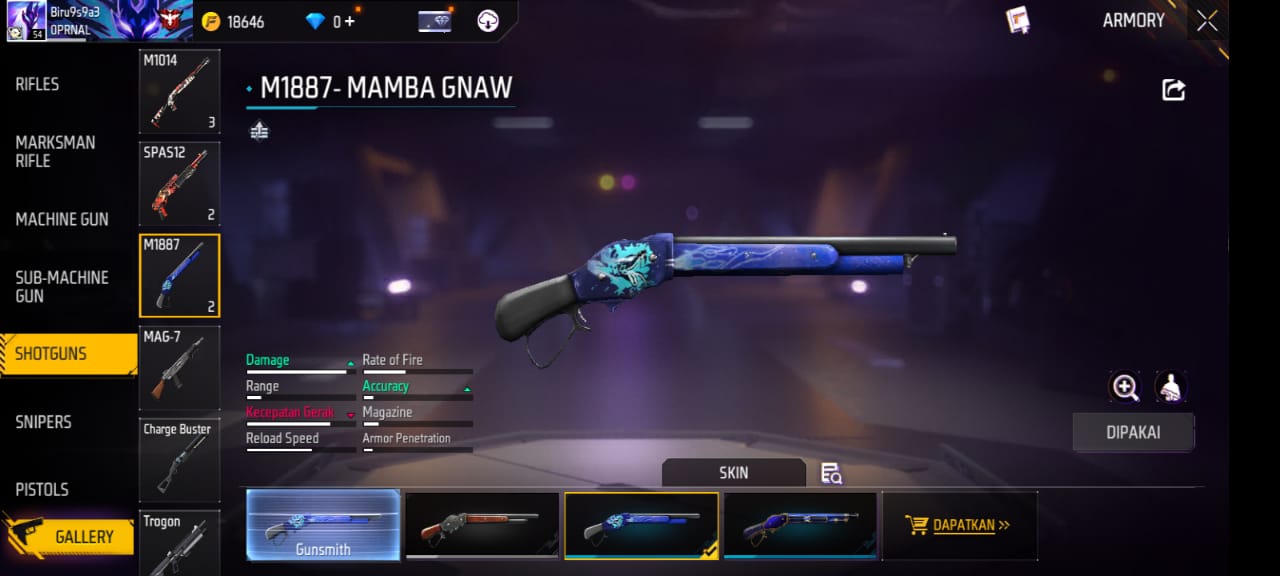 Biru9s9a3
OPRNAL
54
18646
0 +
ARMORY
RIFLES
MARKSMAN
RIFLE
MACHINE GUN
SUB-MACHINE
GUN
SHOTGUNS
SNIPERS
PISTOLS
GALLERY
M1014
3
SPAS12
2
M1887
2
MAG-7
Charge Buster
Trogon
M1887- MAMBA GNAW
Damage
Rate of Fire
Range
Accuracy
Kecepatan Gerak
Magazine
Reload Speed
Armor Penetration
DIPAKAI
SKIN
Gunsmith
DAPATKAN >>